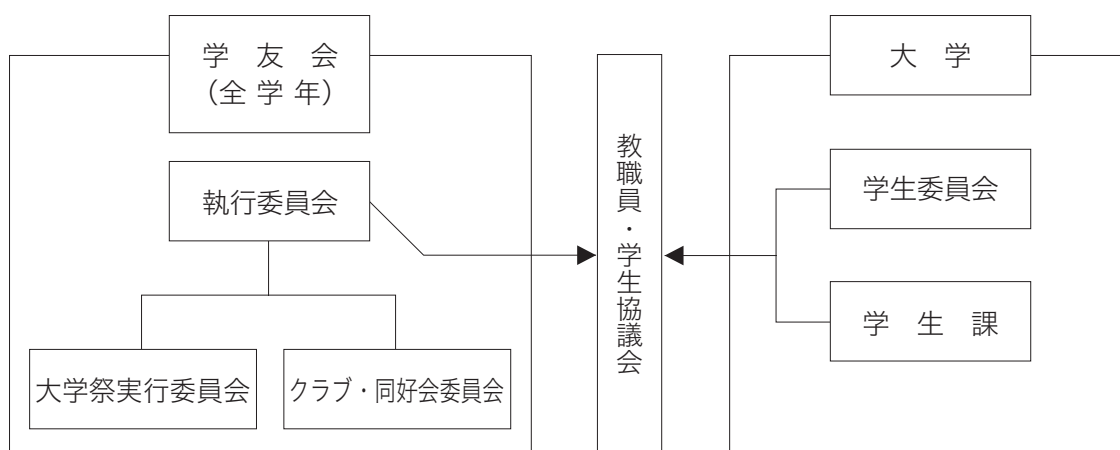 学友会
(全学年)
執行委員会
大学祭実行委員会
クラブ・同好会委員会
教職員・学生協議会
大学
学生委員会
学生課